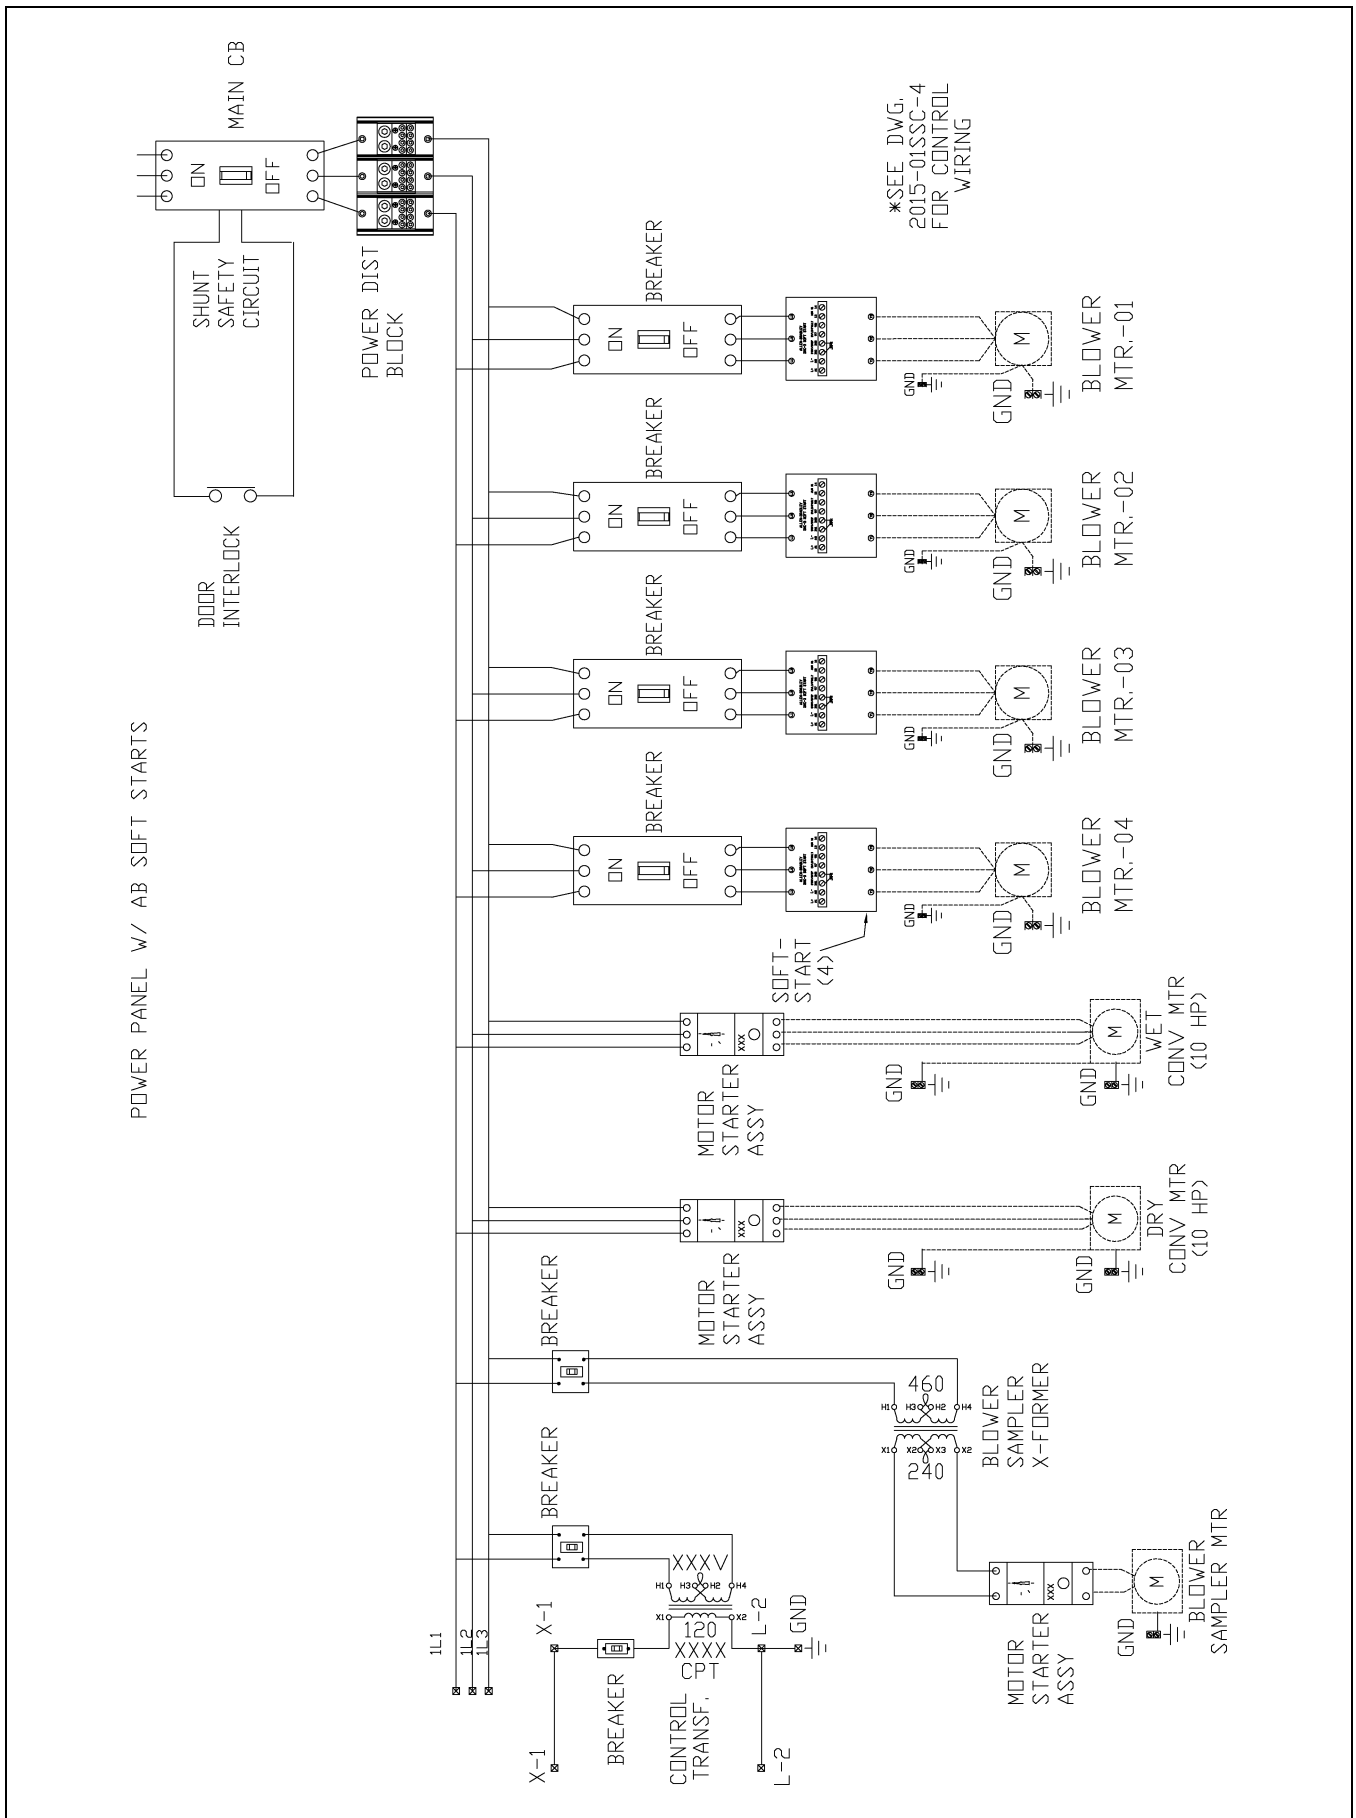 POWER PANEL W/ AB SOFT STARTS
MAIN CB
ON
OFF
SHUNT
SAFETY
CIRCUIT
DOOR
INTERLOCK
POWER DIST
BLOCK
*SEE DWG.
2015-01SSC-4
FOR CONTROL
WIRING
BREAKER
ON
OFF
GND
GND
M
BLOWER
MTR.-01
BREAKER
ON
OFF
GND
GND
M
BLOWER
MTR.-02
BREAKER
ON
OFF
GND
GND
M
BLOWER
MTR.-03
BREAKER
ON
OFF
SOFT-
START
(4)
GND
GND
M
BLOWER
MTR.-04
XXX
MOTOR
STARTER
ASSY
GND
GND
M
WET
CONV MTR
(10 HP)
XXX
MOTOR
STARTER
ASSY
GND
GND
M
DRY
CONV MTR
(10 HP)
BREAKER
460
H1
H3
H2
H4
X1
X2
X3
X2
240
BLOWER
SAMPLER
X-FORMER
XXX
MOTOR
STARTER
ASSY
GND
M
BLOWER
SAMPLER MTR
BREAKER
XXXV
H1
H3
H2
H4
X1
X2
120
XXXX
CPT
CONTROL
TRANSF.
BREAKER
X-1
X-1
L-2
L-2
GND
1L1
1L2
1L3